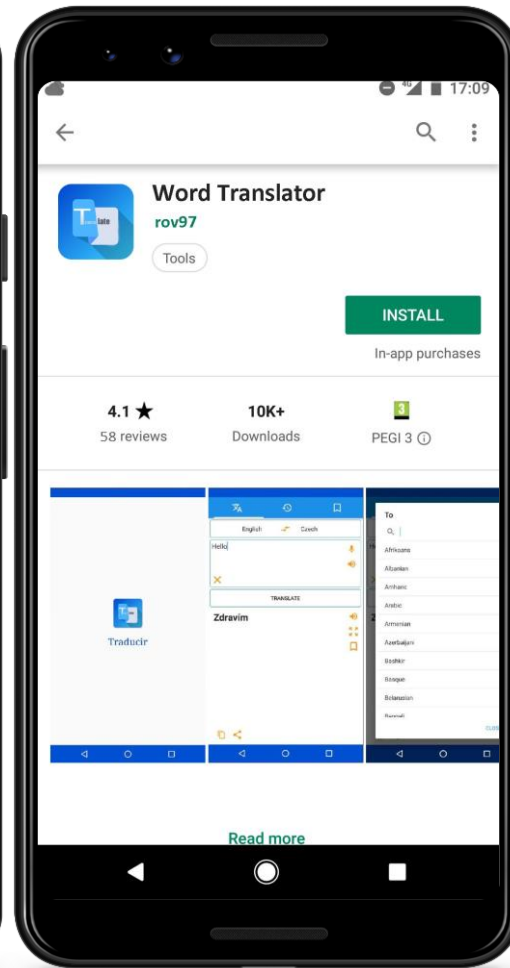 4G 17:09
Word Translator
rov97
Tools
INSTALL
In-app purchases
4.1 ★ 10K+ 3
58 reviews Downloads PEGI 3
Traducir
English Czech
Hello
TRANSLATE
Zdravím
To
Afrikaans
Albanian
Amharic
Arabic
Armenian
Azerbaijani
Bashkir
Basque
Belarusian
Read more